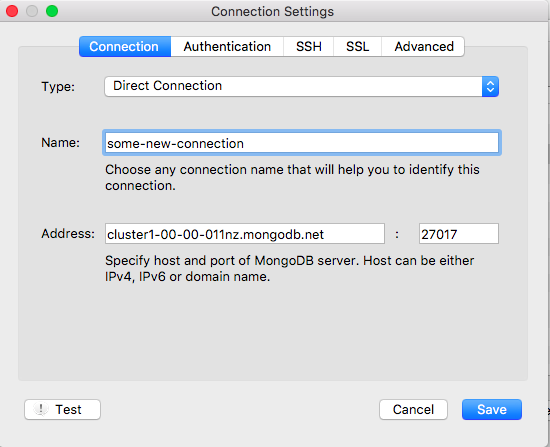 Connection Settings
Connection Authentication SSH SSL Advanced
Type: Direct Connection
Name: some-new-connection
Choose any connection name that will help you to identify this
connection.
Address: cluster1-00-00-011nz.mongodb.net : 27017
Specify host and port of MongoDB server. Host can be either
IPv4, IPv6 or domain name.
! Test Cancel Save